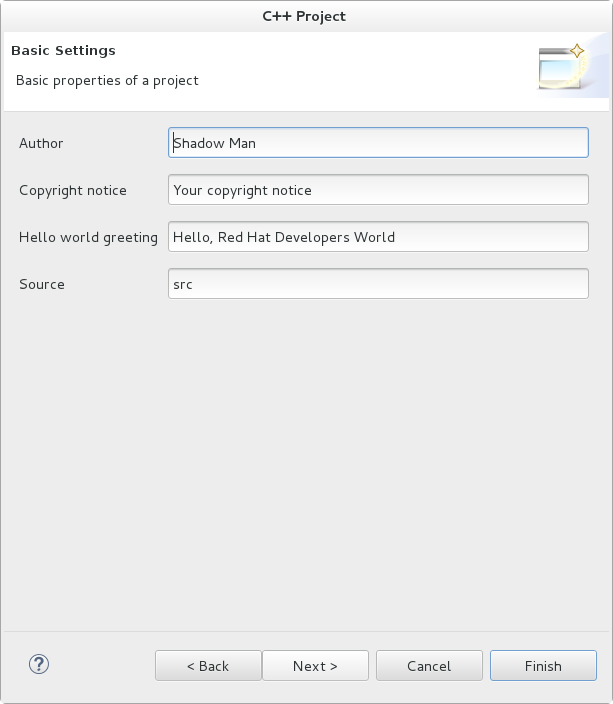 C++ Project
Basic Settings
Basic properties of a project
Author Shadow Man
Copyright notice Your copyright notice
Hello world greeting Hello, Red Hat Developers World
Source src
? < Back Next > Cancel Finish